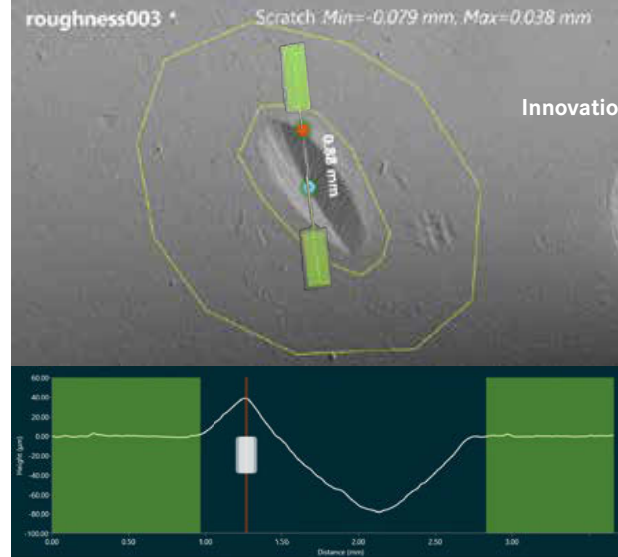 roughness003 *
Scratch Min=-0.079 mm, Max=0.038 mm
Innovatio
0.88 mm
60.00
40.00
20.00
0.00
-20.00
-40.00
-60.00
-80.00
-100.00
Height (µm)
0.00
0.50
1.00
1.50
2.00
2.50
3.00
Distance (mm)